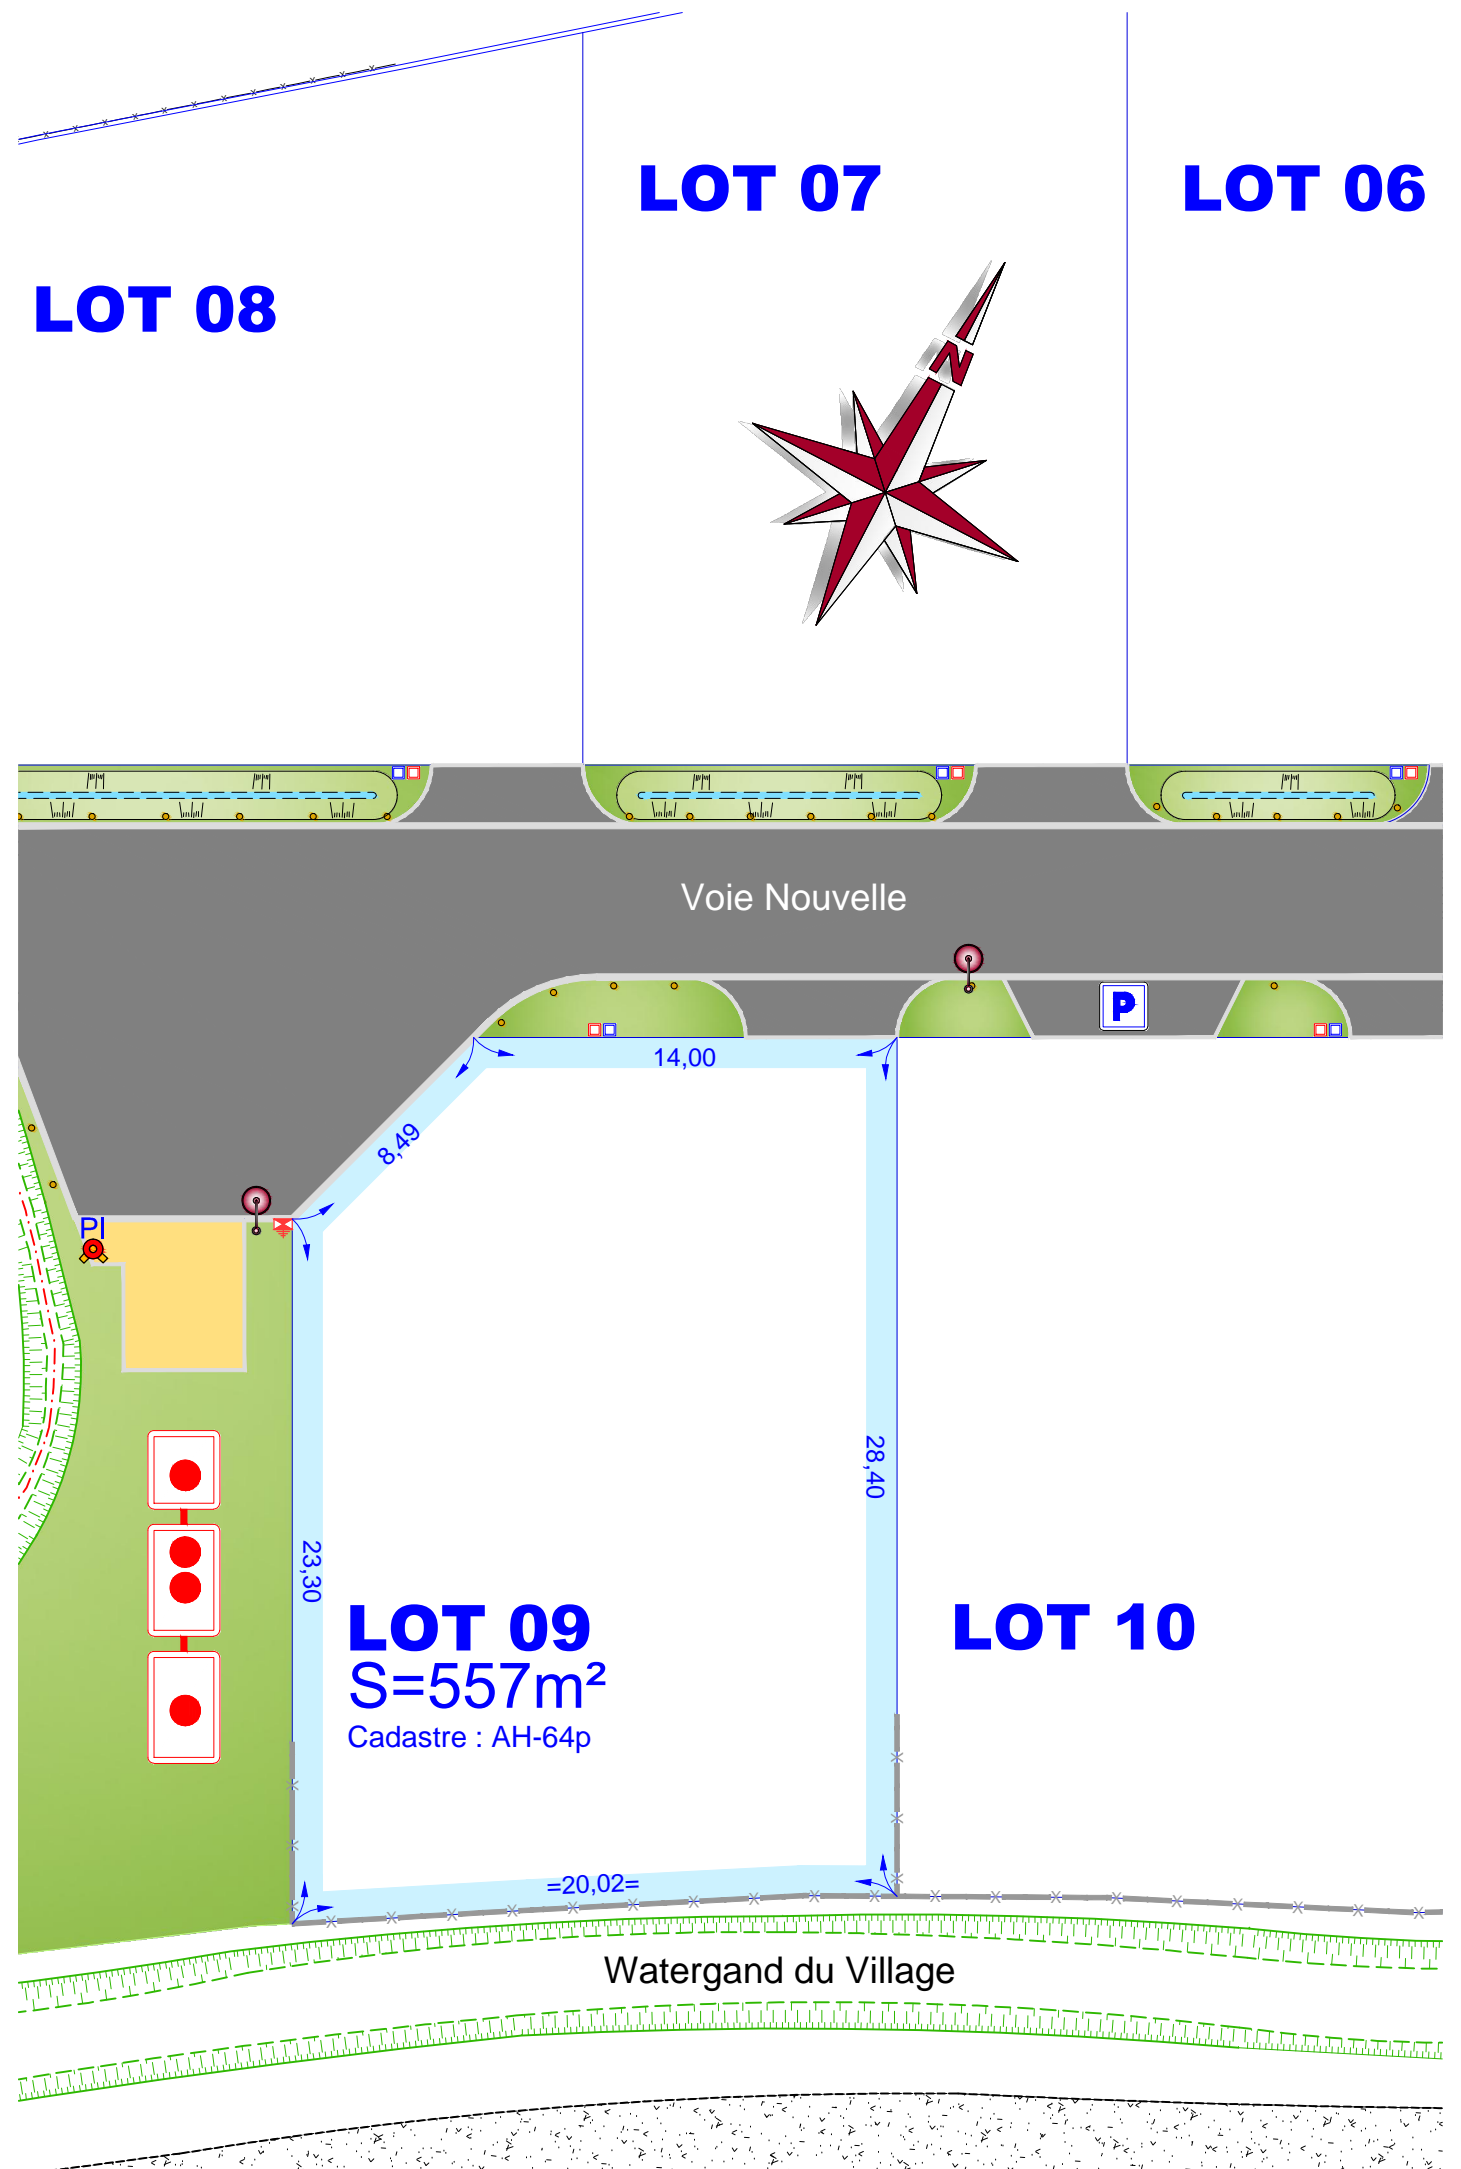 LOT 07
LOT 06
LOT 08
N
Voie Nouvelle
P
14,00
8,49
PI
28,40
23,30
LOT 09
S=557m²
Cadastre : AH-64p
LOT 10
=20,02=
Watergand du Village